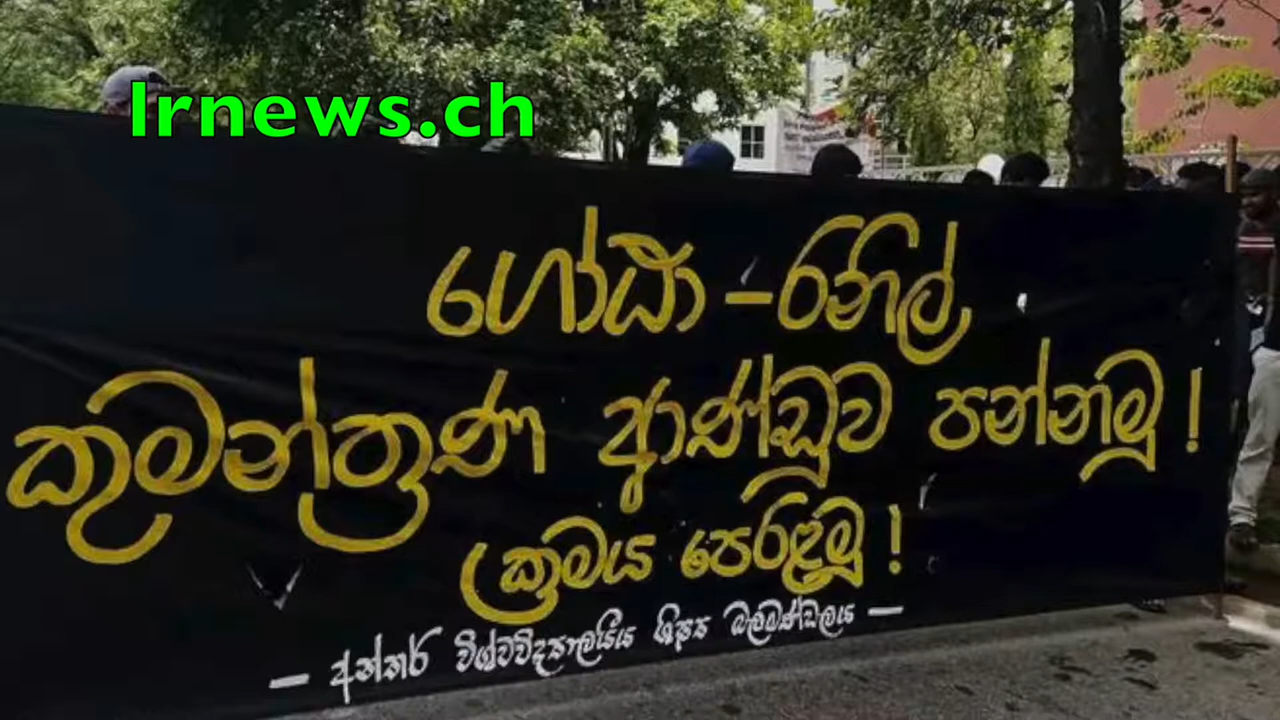 lrnews.ch
ගෝඨා - රනිල්
කුමන්ත්‍රණ ආණ්ඩුව පන්නමු !
ක්‍රමය පෙරළමු !
— අන්තර් විශ්වවිද්‍යාලයීය ශිෂ්‍ය බලමණ්ඩලය —